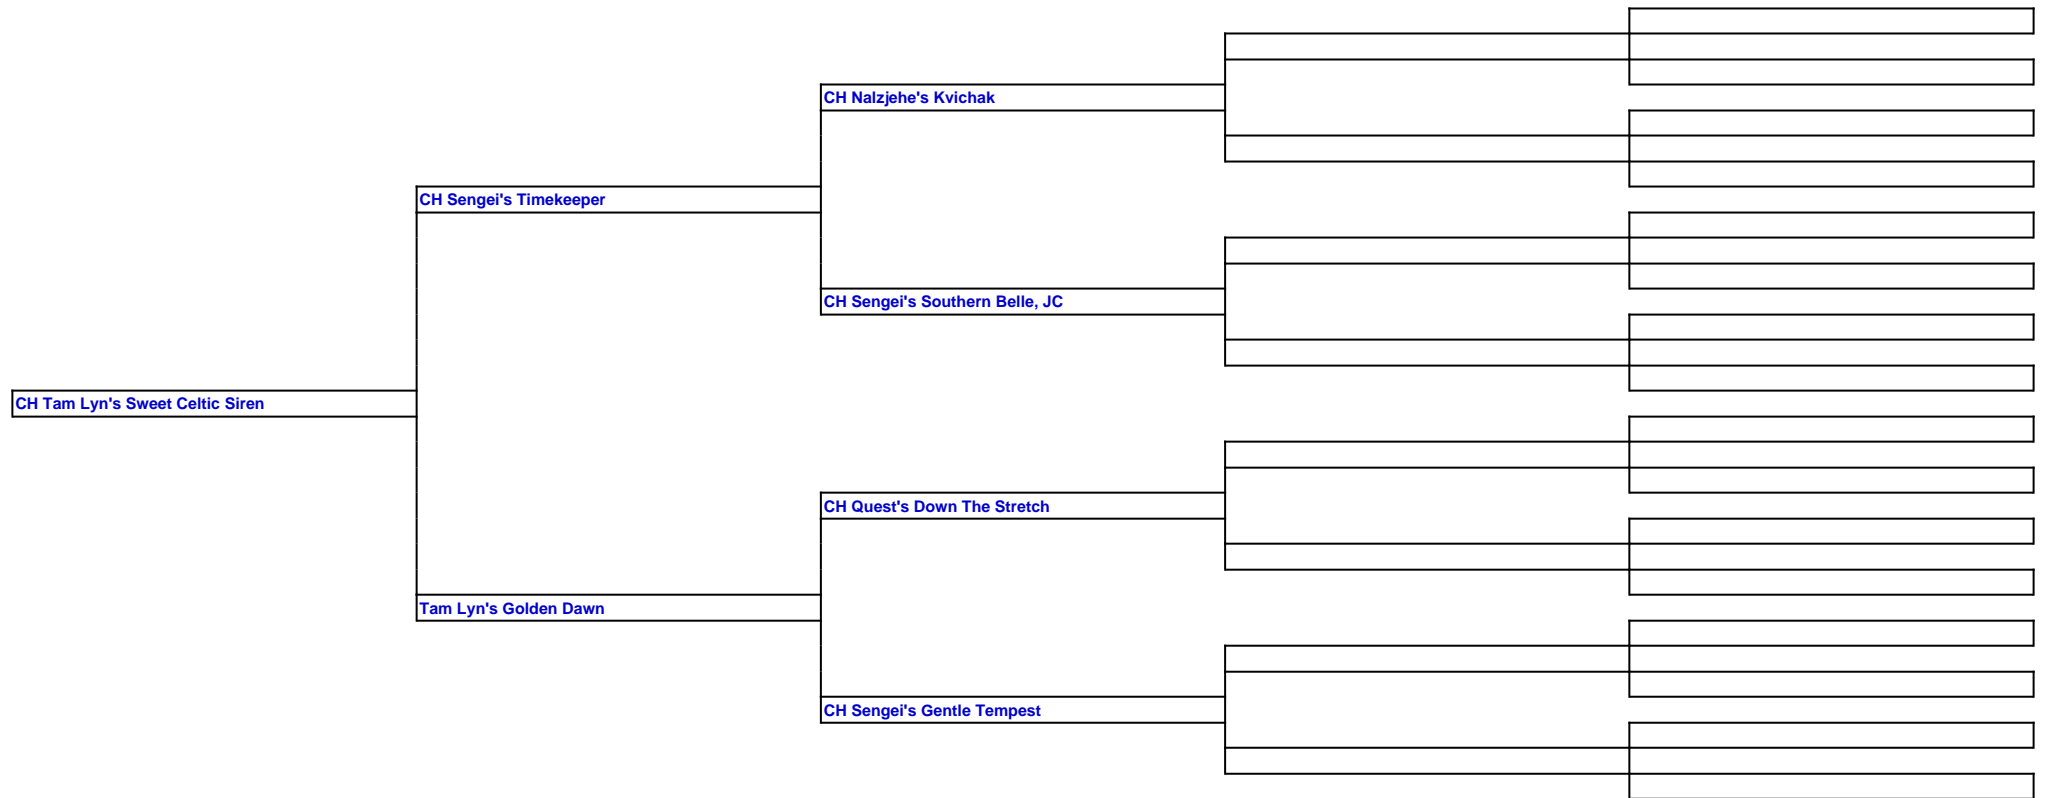 CH Nalzjehe's Kvichak
CH Sengei's Timekeeper
CH Sengei's Southern Belle, JC
CH Tam Lyn's Sweet Celtic Siren
CH Quest's Down The Stretch
Tam Lyn's Golden Dawn
CH Sengei's Gentle Tempest